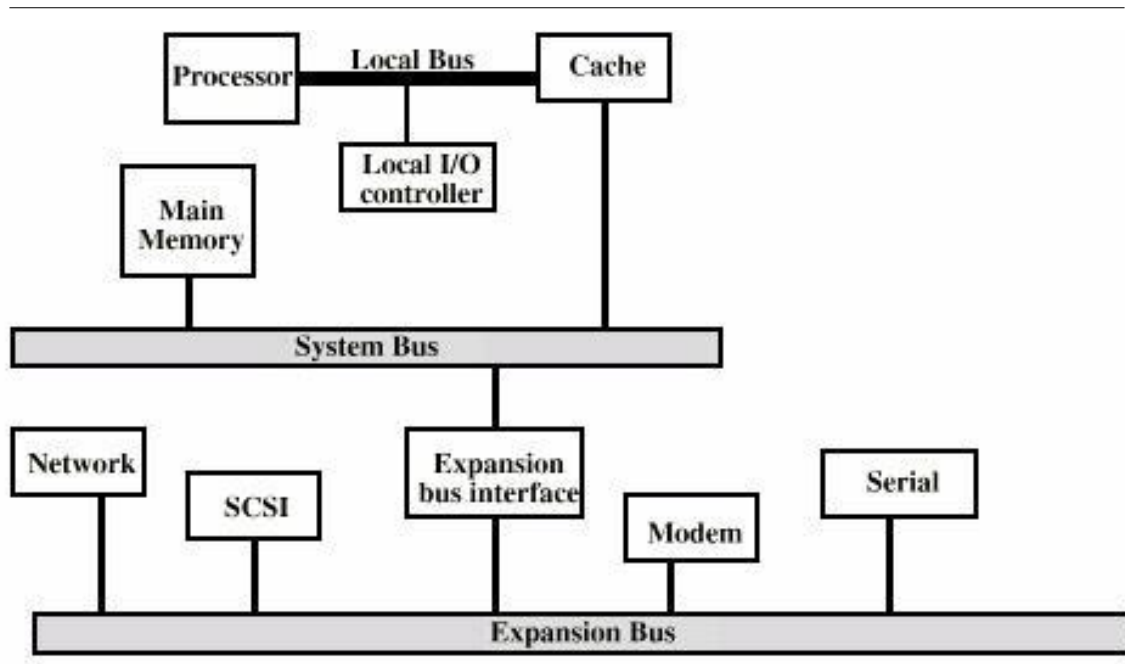 Local Bus
Processor
Cache
Local I/O
controller
Main
Memory
System Bus
Network
SCSI
Expansion
bus interface
Modem
Serial
Expansion Bus